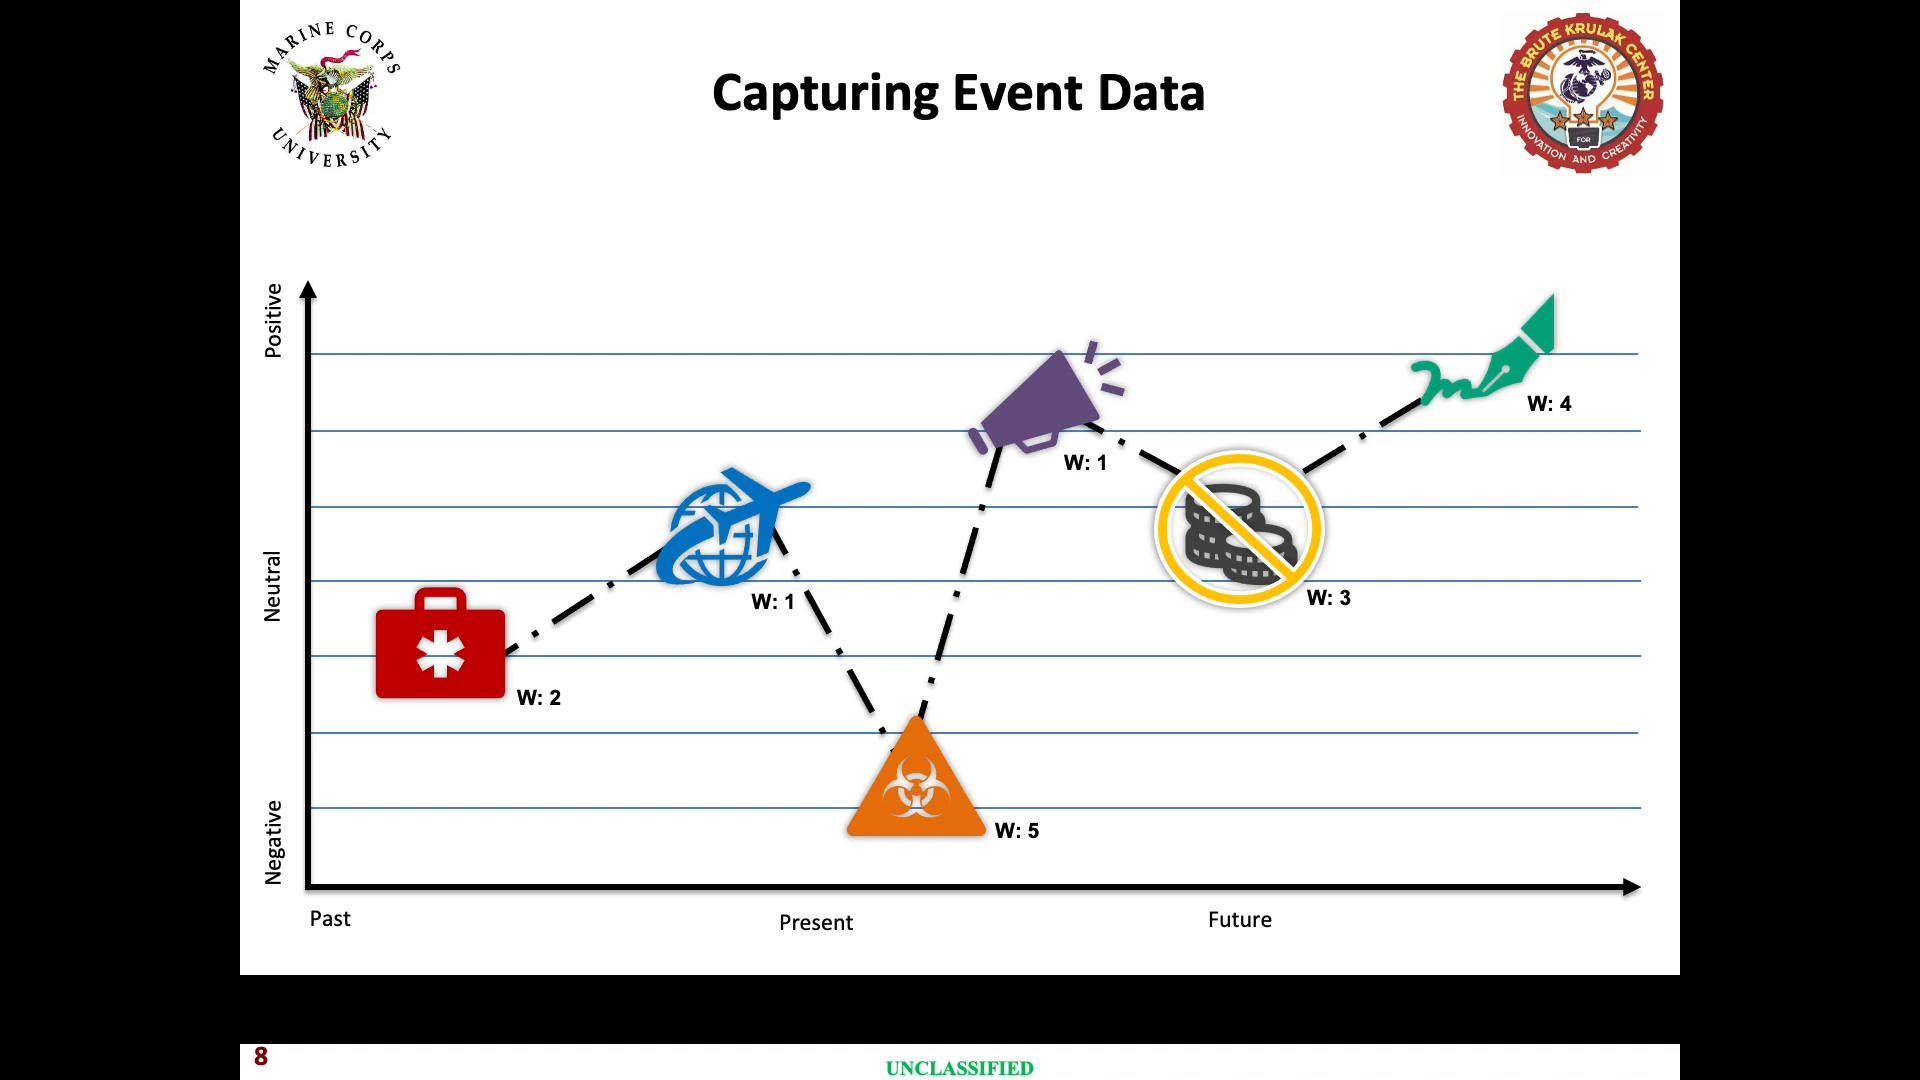 MARINE CORPS
UNIVERSITY
Capturing Event Data
THE BRUTE KRULAK CENTER
FOR
INNOVATION AND CREATIVITY
Positive
Neutral
Negative
W: 4
W: 1
W: 1
W: 3
W: 2
W: 5
Past
Present
Future
8
UNCLASSIFIED